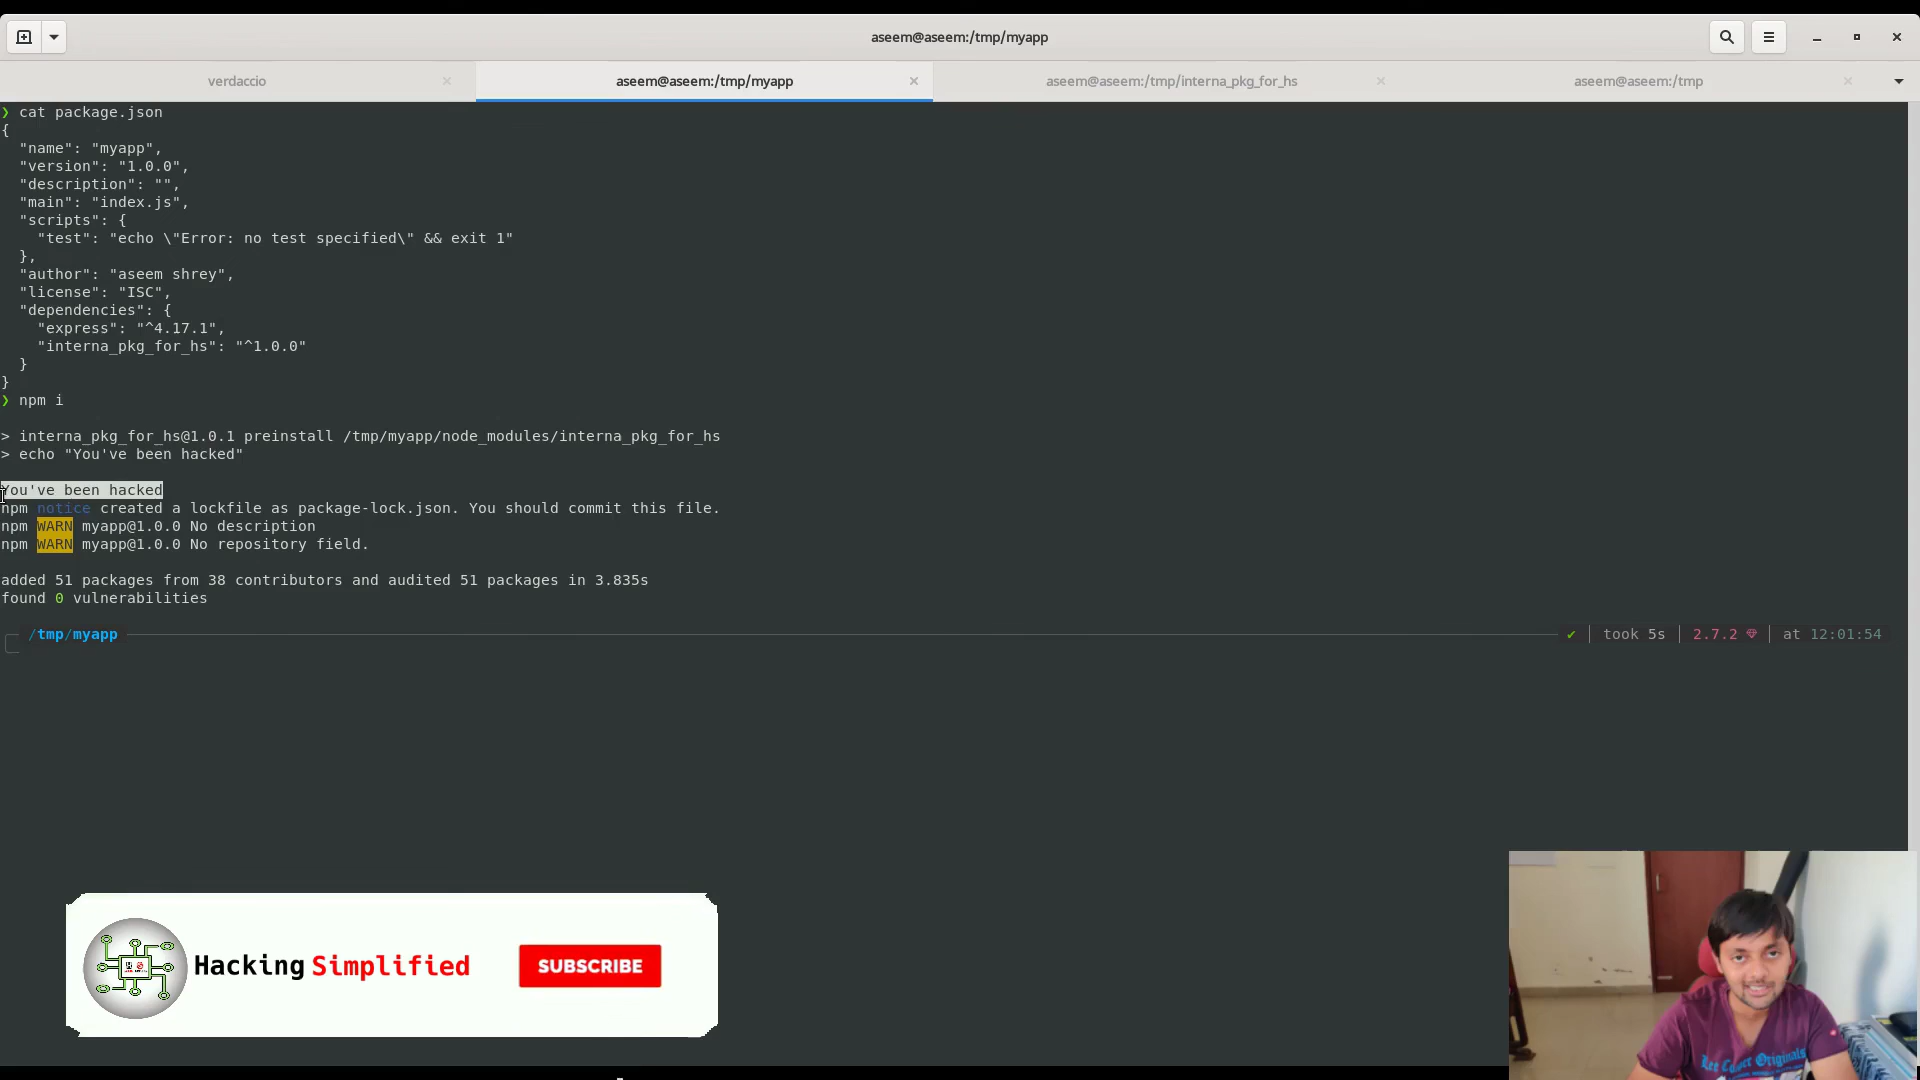 aseem@aseem:/tmp/myapp
verdaccio
aseem@aseem:/tmp/myapp
aseem@aseem:/tmp/interna_pkg_for_hs
aseem@aseem:/tmp
❯ cat package.json
{
  "name": "myapp",
  "version": "1.0.0",
  "description": "",
  "main": "index.js",
  "scripts": {
    "test": "echo \"Error: no test specified\" && exit 1"
  },
  "author": "aseem shrey",
  "license": "ISC",
  "dependencies": {
    "express": "^4.17.1",
    "interna_pkg_for_hs": "^1.0.0"
  }
}
❯ npm i
> interna_pkg_for_hs@1.0.1 preinstall /tmp/myapp/node_modules/interna_pkg_for_hs
> echo "You've been hacked"
You've been hacked
npm notice created a lockfile as package-lock.json. You should commit this file.
npm WARN myapp@1.0.0 No description
npm WARN myapp@1.0.0 No repository field.
added 51 packages from 38 contributors and audited 51 packages in 3.835s
found 0 vulnerabilities
/tmp/myapp ✔ | took 5s | 2.7.2 | at 12:01:54
Hacking Simplified
SUBSCRIBE
Lee Cooper Originals